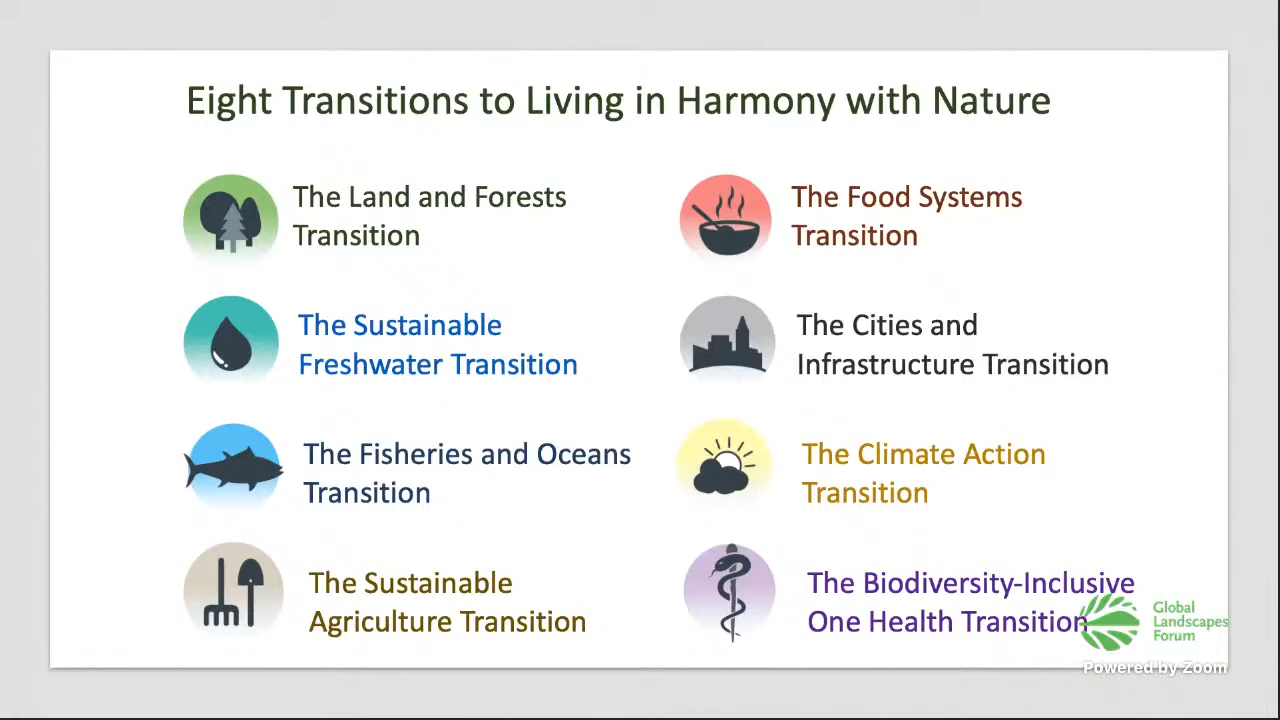 Eight Transitions to Living in Harmony with Nature
The Land and Forests
Transition
The Sustainable
Freshwater Transition
The Fisheries and Oceans
Transition
The Sustainable
Agriculture Transition
The Food Systems
Transition
The Cities and
Infrastructure Transition
The Climate Action
Transition
The Biodiversity-Inclusive
One Health Transition
Global
Landscapes
Forum
Powered by Zoom